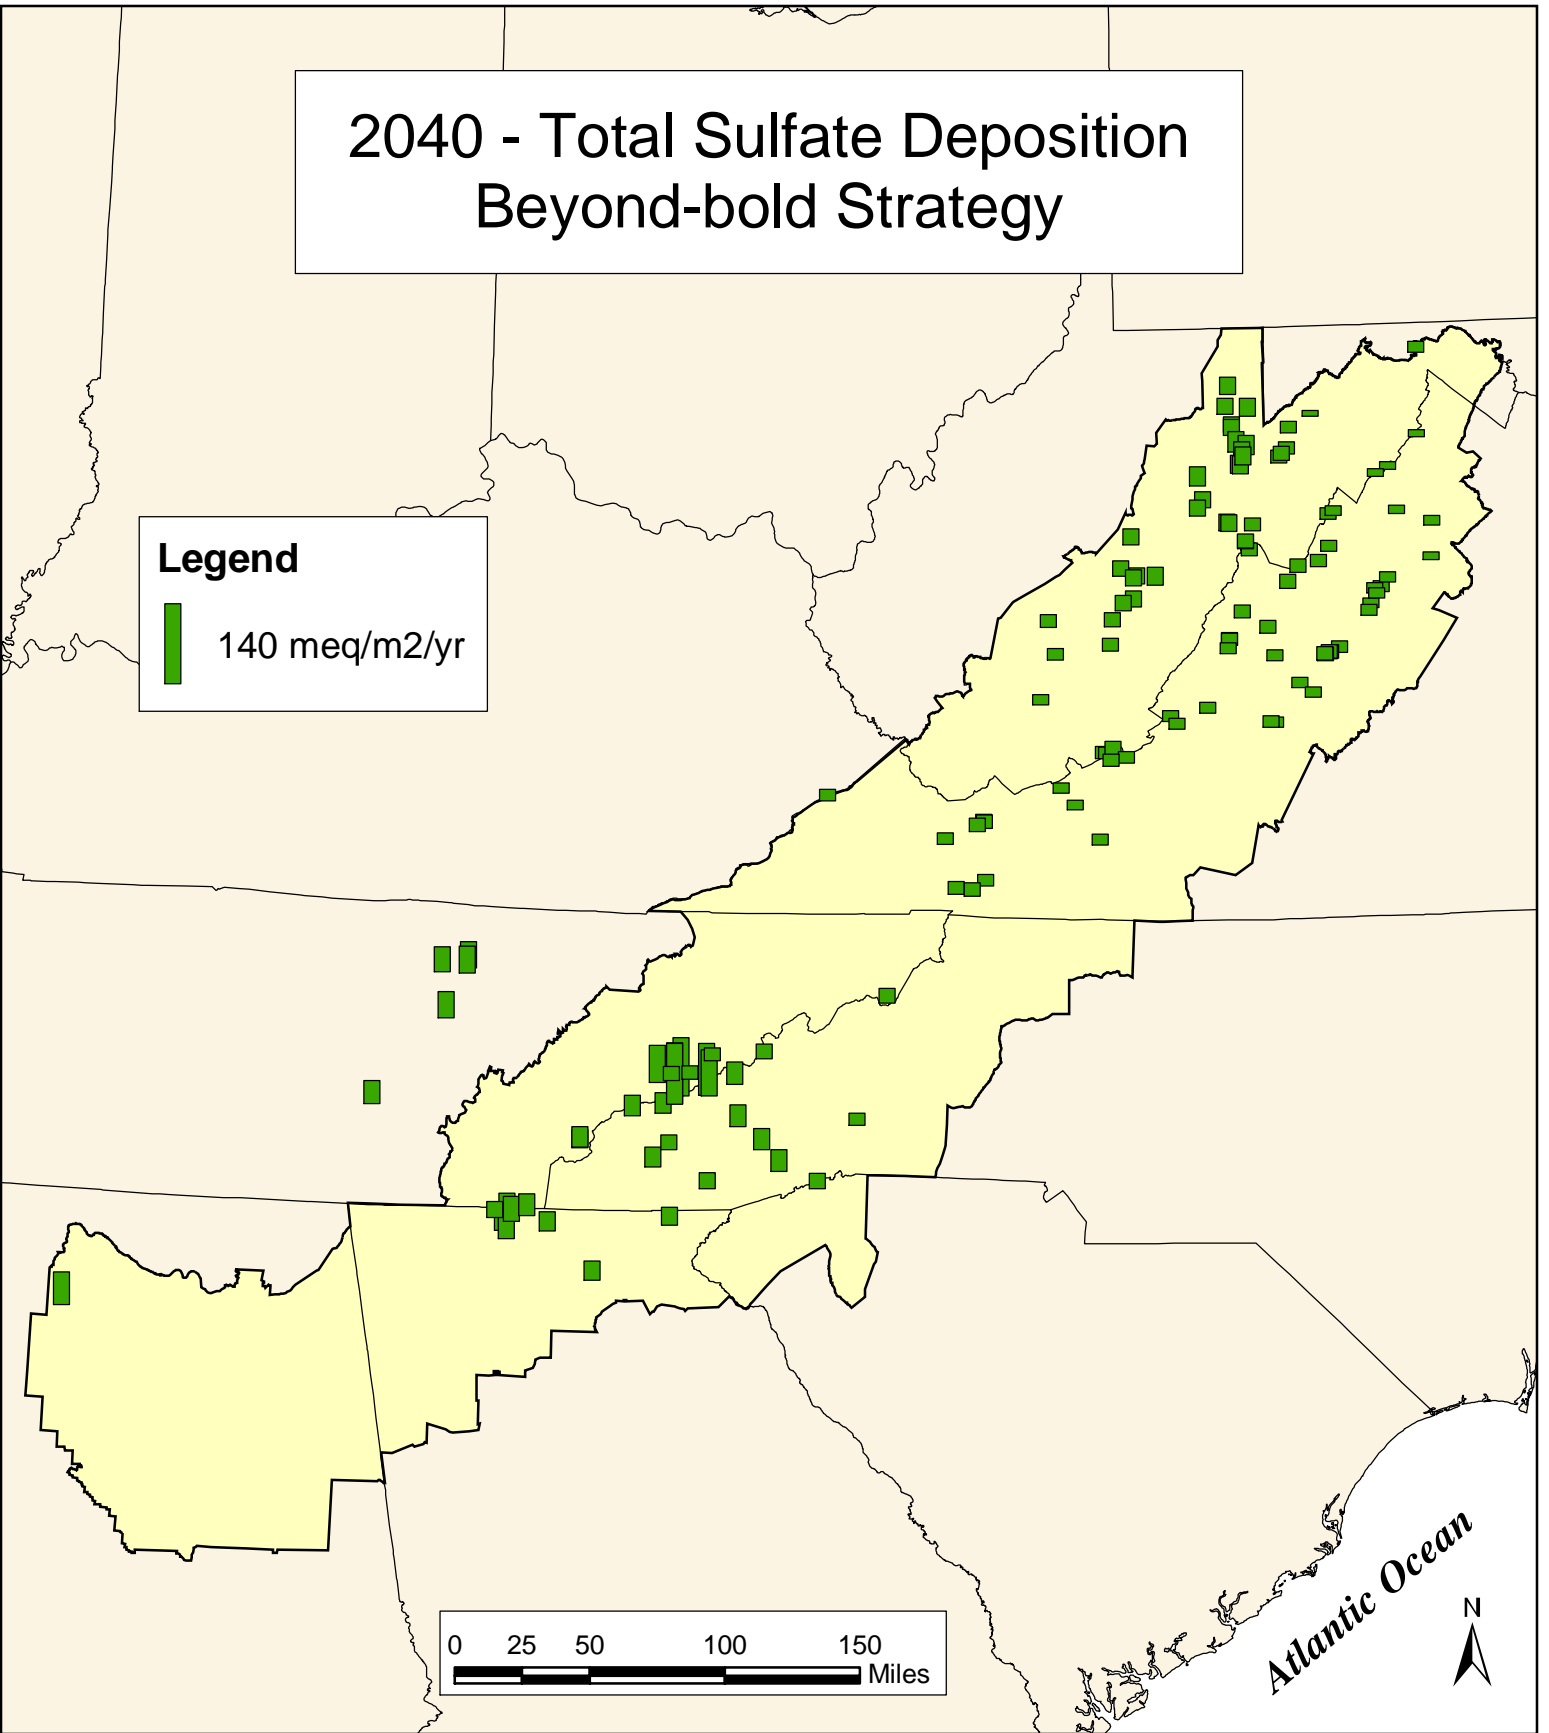 2040 - Total Sulfate Deposition
Beyond-bold Strategy
Legend
140 meq/m2/yr
0 25 50 100 150
Miles
Atlantic Ocean
N